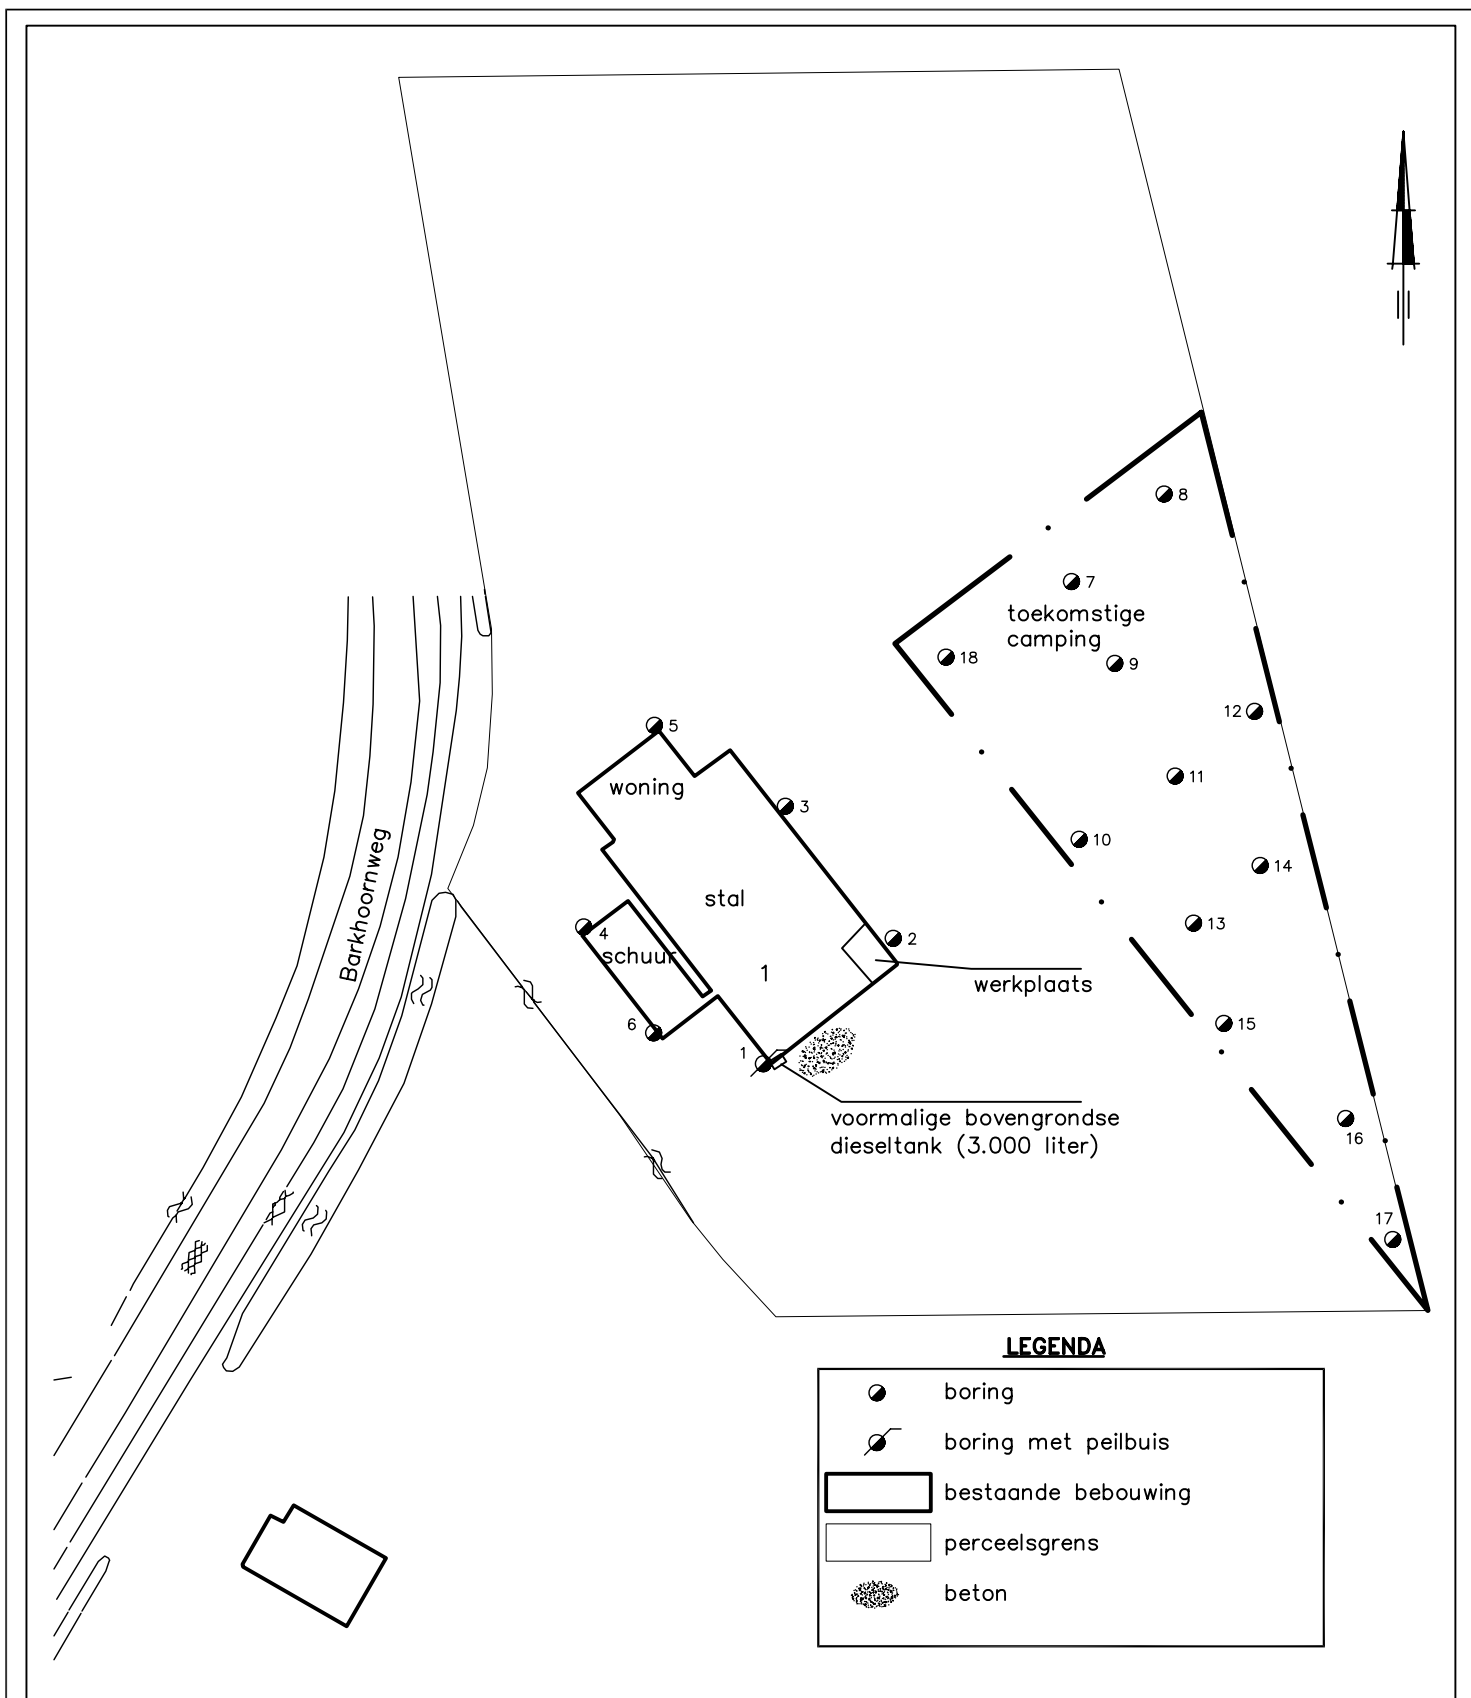 8
7
toekomstige
camping
18
9
12
5
11
woning
3
10
Barkhoornweg
14
stal
13
2
4
schuur
1
werkplaats
15
6
1
voormalige bovengrondse
dieseltank (3.000 liter)
16
17
LEGENDA
boring
boring met peilbuis
bestaande bebouwing
perceelsgrens
beton